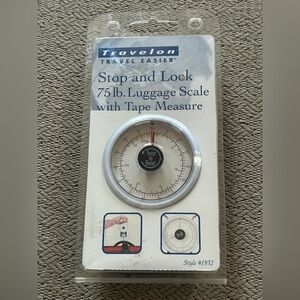 Travelon
TRAVEL EASIER®
Stop and Lock
75 lb. Luggage Scale
with Tape Measure
Style #1932